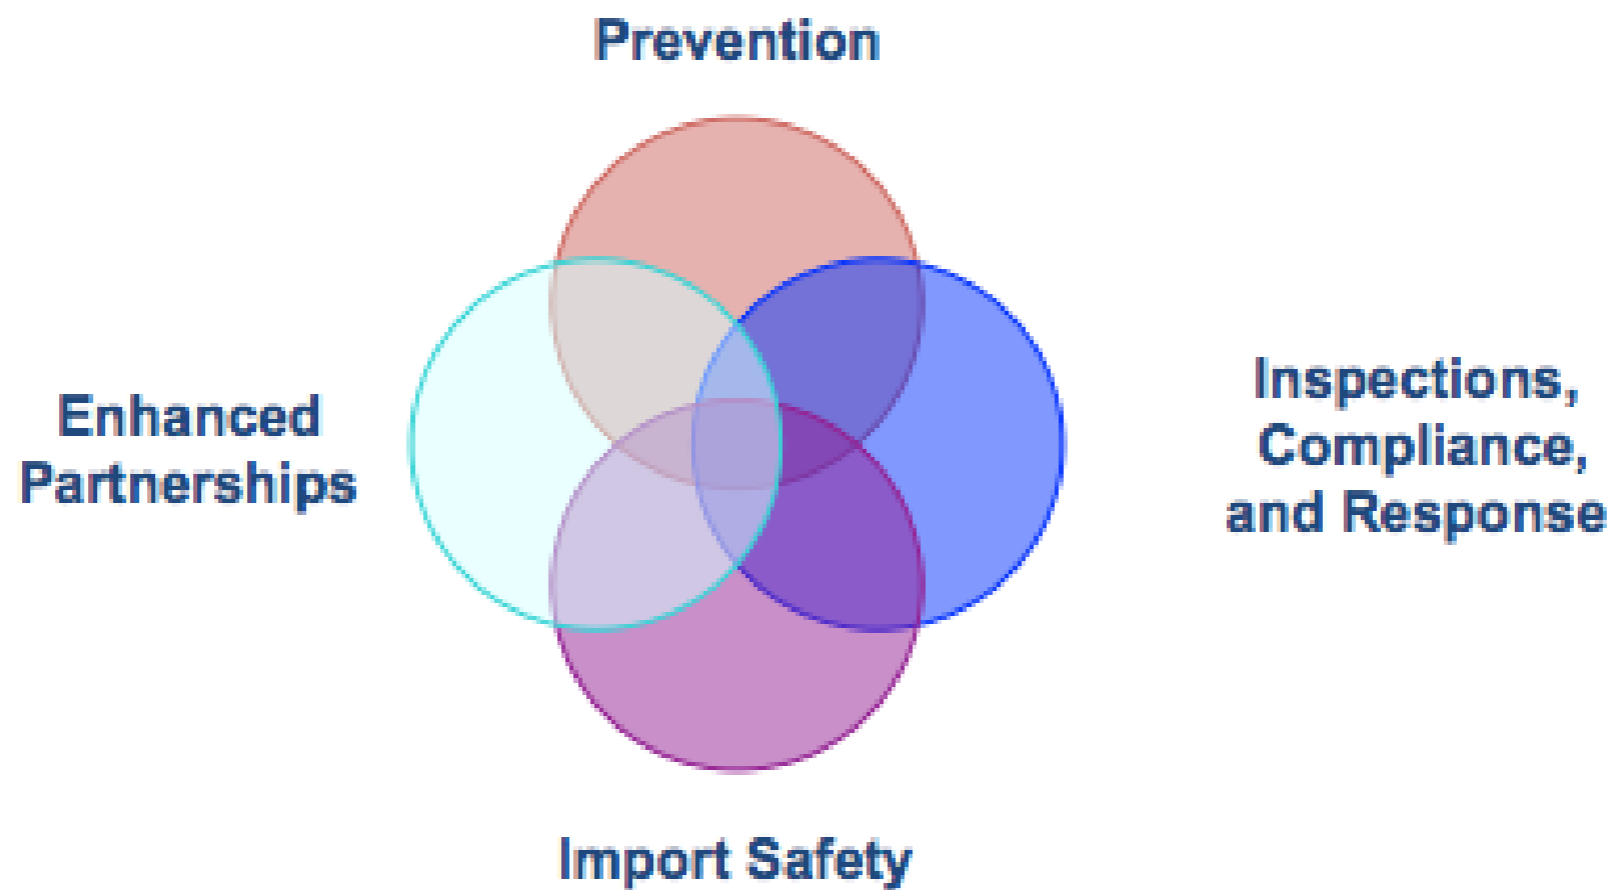 Prevention
Enhanced
Partnerships
Inspections,
Compliance,
and Response
Import Safety